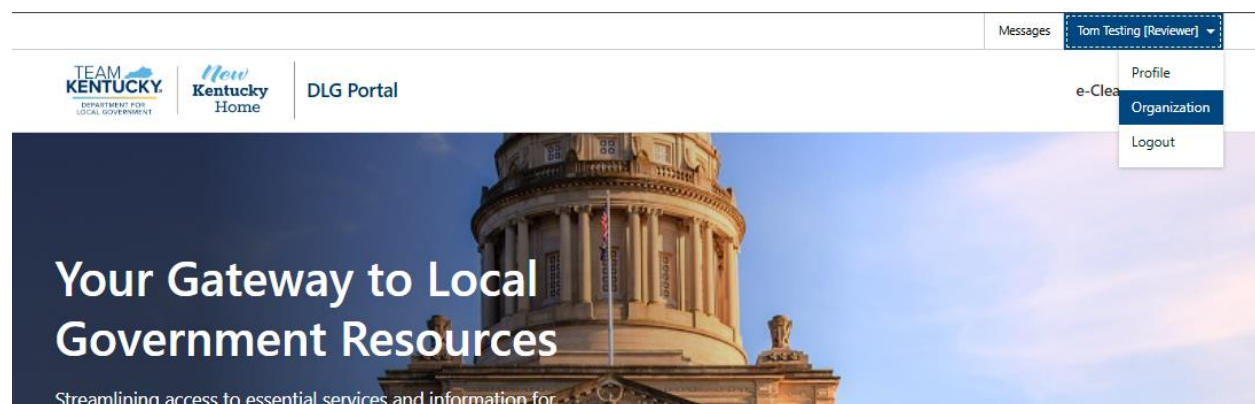 Messages
Tom Testing [Reviewer]
Profile
Organization
Logout
TEAM
KENTUCKY.
DEPARTMENT FOR
LOCAL GOVERNMENT
New
Kentucky
Home
DLG Portal
e-Clea
Your Gateway to Local
Government Resources
Streamlining access to essential services and information for